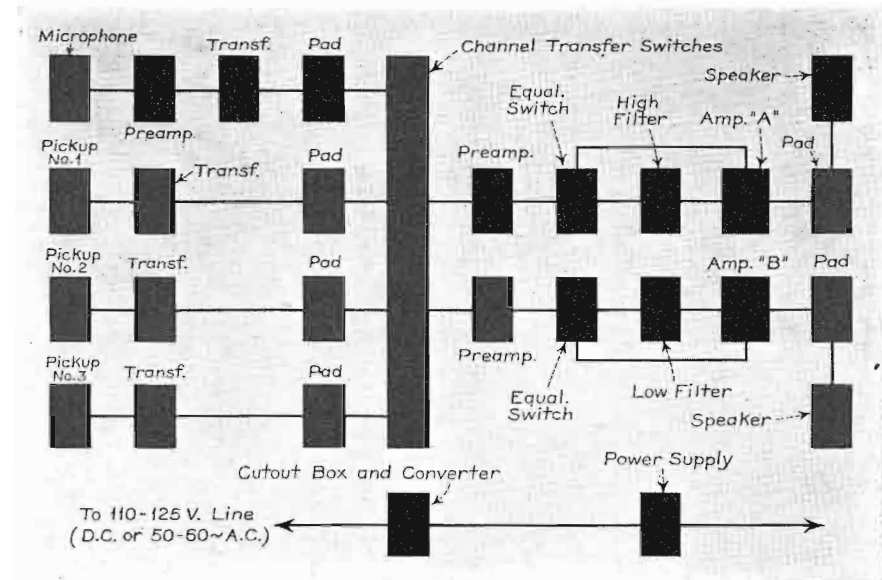 Microphone
Transf.
Pad
Channel Transfer Switches
Preamp.
Equal.
Switch
High
Filter
Amp."A"
Speaker
Pad
Pickup
No.1
Transf.
Pad
Preamp.
Pickup
No.2
Transf.
Pad
Amp."B"
Pad
Preamp.
Equal.
Switch
Low Filter
Speaker
Pickup
No.3
Transf.
Pad
Cutout Box and Converter
Power Supply
To 110-125 V. Line
(D.C. or 50-60~A.C.)